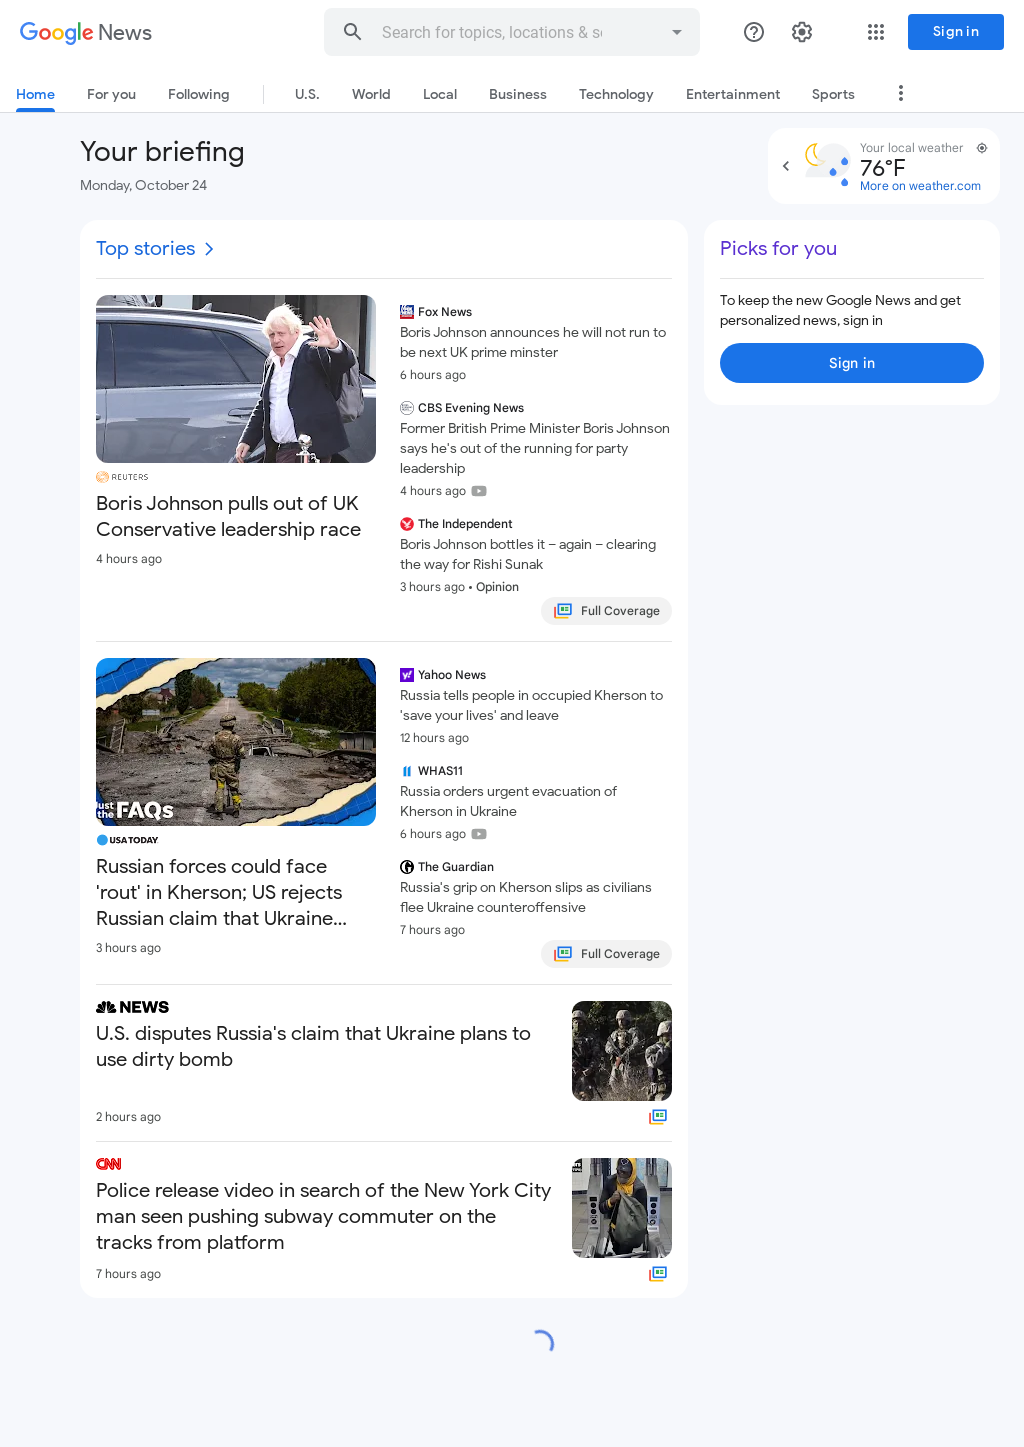 Google News
Search for topics, locations & so
Sign in
Home For you Following U.S. World Local Business Technology Entertainment Sports
Your briefing
Monday, October 24
Your local weather
76°F
More on weather.com
Top stories
REUTERS
Boris Johnson pulls out of UK
Conservative leadership race
4 hours ago
Fox News
Boris Johnson announces he will not run to
be next UK prime minster
6 hours ago
CBS Evening News
Former British Prime Minister Boris Johnson
says he's out of the running for party
leadership
4 hours ago
The Independent
Boris Johnson bottles it – again – clearing
the way for Rishi Sunak
3 hours ago • Opinion
Full Coverage
Just
the FAQs
USA TODAY
Russian forces could face
'rout' in Kherson; US rejects
Russian claim that Ukraine...
3 hours ago
Yahoo News
Russia tells people in occupied Kherson to
'save your lives' and leave
12 hours ago
WHAS11
Russia orders urgent evacuation of
Kherson in Ukraine
6 hours ago
The Guardian
Russia's grip on Kherson slips as civilians
flee Ukraine counteroffensive
7 hours ago
Full Coverage
NEWS
U.S. disputes Russia's claim that Ukraine plans to
use dirty bomb
2 hours ago
CNN
Police release video in search of the New York City
man seen pushing subway commuter on the
tracks from platform
7 hours ago
Picks for you
To keep the new Google News and get
personalized news, sign in
Sign in